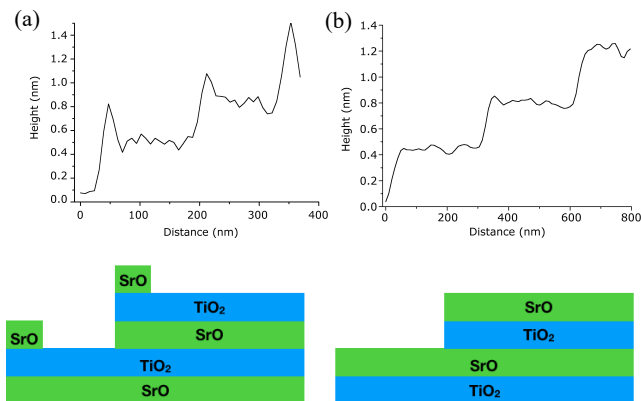 (a)
(b)
1.4
1.2
1.0
0.8
0.6
0.4
0.2
0.0
Height (nm)
0
100
200
300
400
Distance (nm)
1.4
1.2
1.0
0.8
0.6
0.4
0.2
0.0
Height (nm)
0
200
400
600
800
Distance (nm)
SrO
TiO₂
SrO
SrO
TiO₂
SrO
SrO
TiO₂
SrO
TiO₂